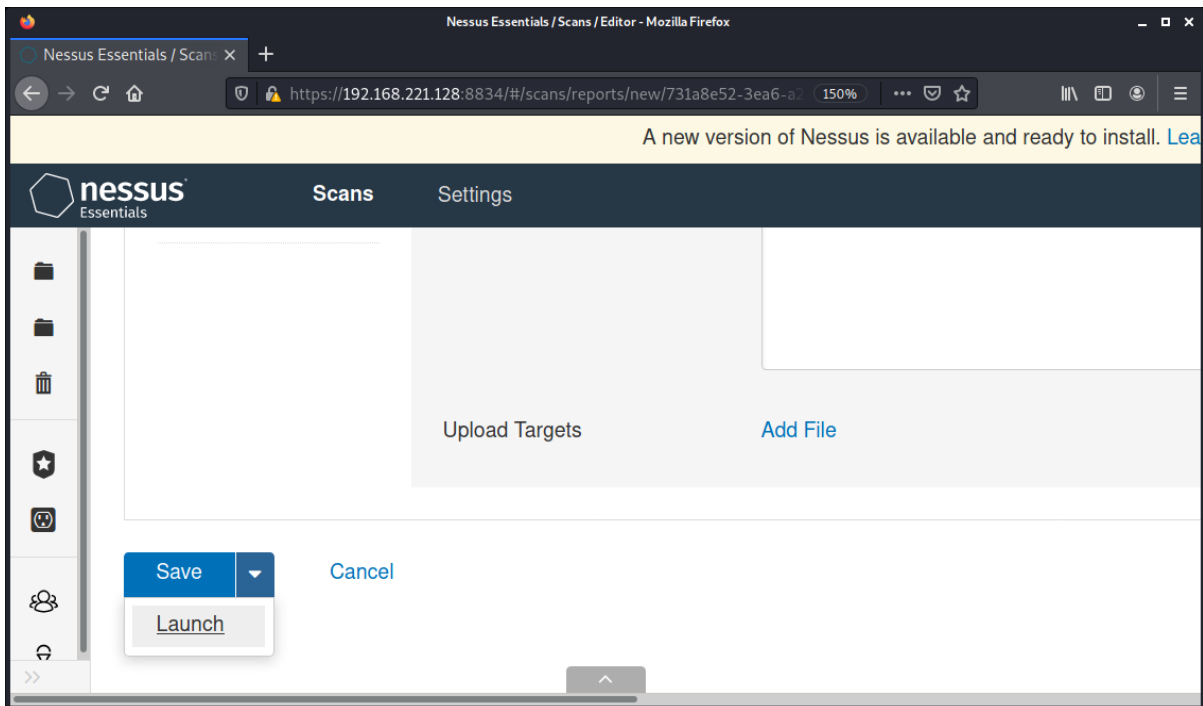 Nessus Essentials / Scans / Editor - Mozilla Firefox
Nessus Essentials / Scans
https://192.168.221.128:8834/#/scans/reports/new/731a8e52-3ea6-a2 150%
A new version of Nessus is available and ready to install. Lea
nessus Scans Settings
Essentials
Upload Targets Add File
Save Cancel
Launch